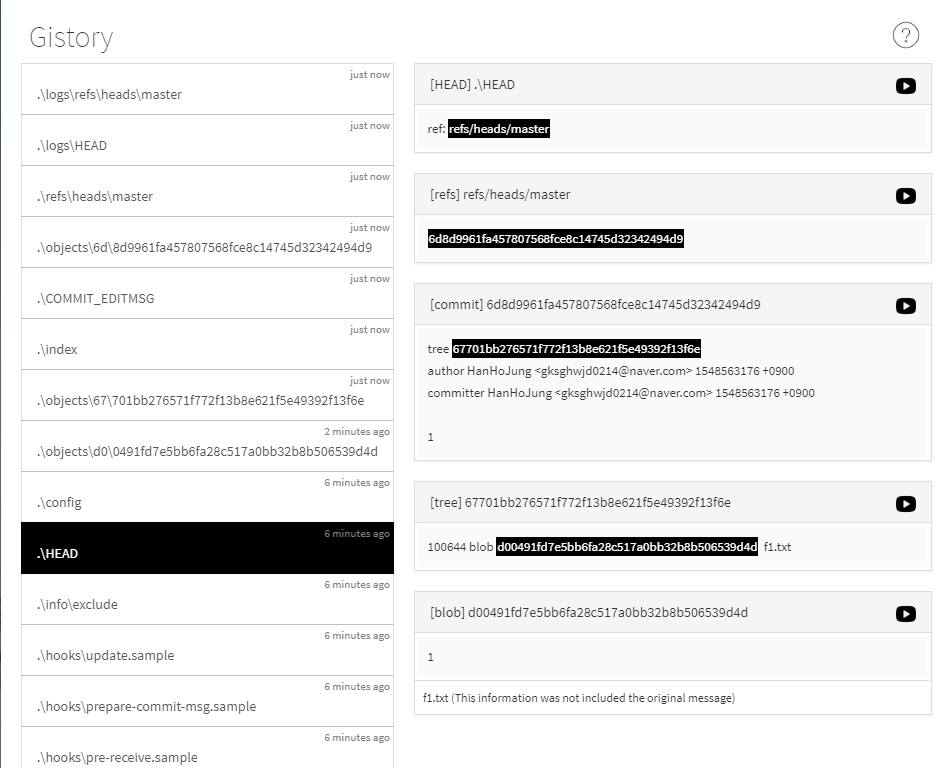 Gistory
?
just now
.\logs\refs\heads\master
just now
.\logs\HEAD
just now
.\refs\heads\master
just now
.\objects\6d\8d9961fa457807568fce8c14745d32342494d9
just now
.\COMMIT_EDITMSG
just now
.\index
just now
.\objects\67\701bb276571f772f13b8e621f5e49392f13f6e
2 minutes ago
.\objects\d0\0491fd7e5bb6fa28c517a0bb32b8b506539d4d
6 minutes ago
.\config
6 minutes ago
.\HEAD
6 minutes ago
.\info\exclude
6 minutes ago
.\hooks\update.sample
6 minutes ago
.\hooks\prepare-commit-msg.sample
6 minutes ago
.\hooks\pre-receive.sample
[HEAD] .\HEAD
ref: refs/heads/master
[refs] refs/heads/master
6d8d9961fa457807568fce8c14745d32342494d9
[commit] 6d8d9961fa457807568fce8c14745d32342494d9
tree 67701bb276571f772f13b8e621f5e49392f13f6e
author HanHoJung <gksghwjd0214@naver.com> 1548563176 +0900
committer HanHoJung <gksghwjd0214@naver.com> 1548563176 +0900
1
[tree] 67701bb276571f772f13b8e621f5e49392f13f6e
100644 blob d00491fd7e5bb6fa28c517a0bb32b8b506539d4d f1.txt
[blob] d00491fd7e5bb6fa28c517a0bb32b8b506539d4d
1
f1.txt (This information was not included the original message)